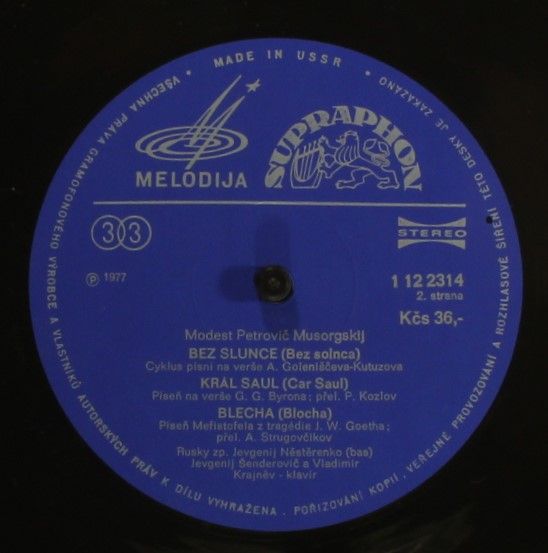 MADE IN USSR
VŠECHNA PRÁVA GRAMOFONOVÉHO VÝROBCE A VLASTNÍKŮ AUTORSKÝCH PRÁV K DÍLU VYHRAŽENA. POŘIZOVÁNÍ KOPIÍ, VEŘEJNÉ PROVOZOVÁNÍ A ROZHLASOVÉ ŠÍŘENÍ TÉTO DESKY JE ZAKÁZÁNO
MELODIJA
SUPRAPHON
33
STEREO
℗ 1977
1 12 2314
2. strana
Kčs 36,-
Modest Petrovič Musorgskij
BEZ SLUNCE (Bez solnca)
Cyklus písní na verše A. Goleniščeva-Kutuzova
KRÁL SAUL (Car Saul)
Píseň na verše G. G. Byrona; přel. P. Kozlov
BLECHA (Blocha)
Píseň Mefistofela z tragédie J. W. Goetha;
přel. A. Strugovčikov
Rusky zp. Jevgenij Něstěrenko (bas)
Jevgenij Šenderovič a Vladimír
Krajněv - klavír